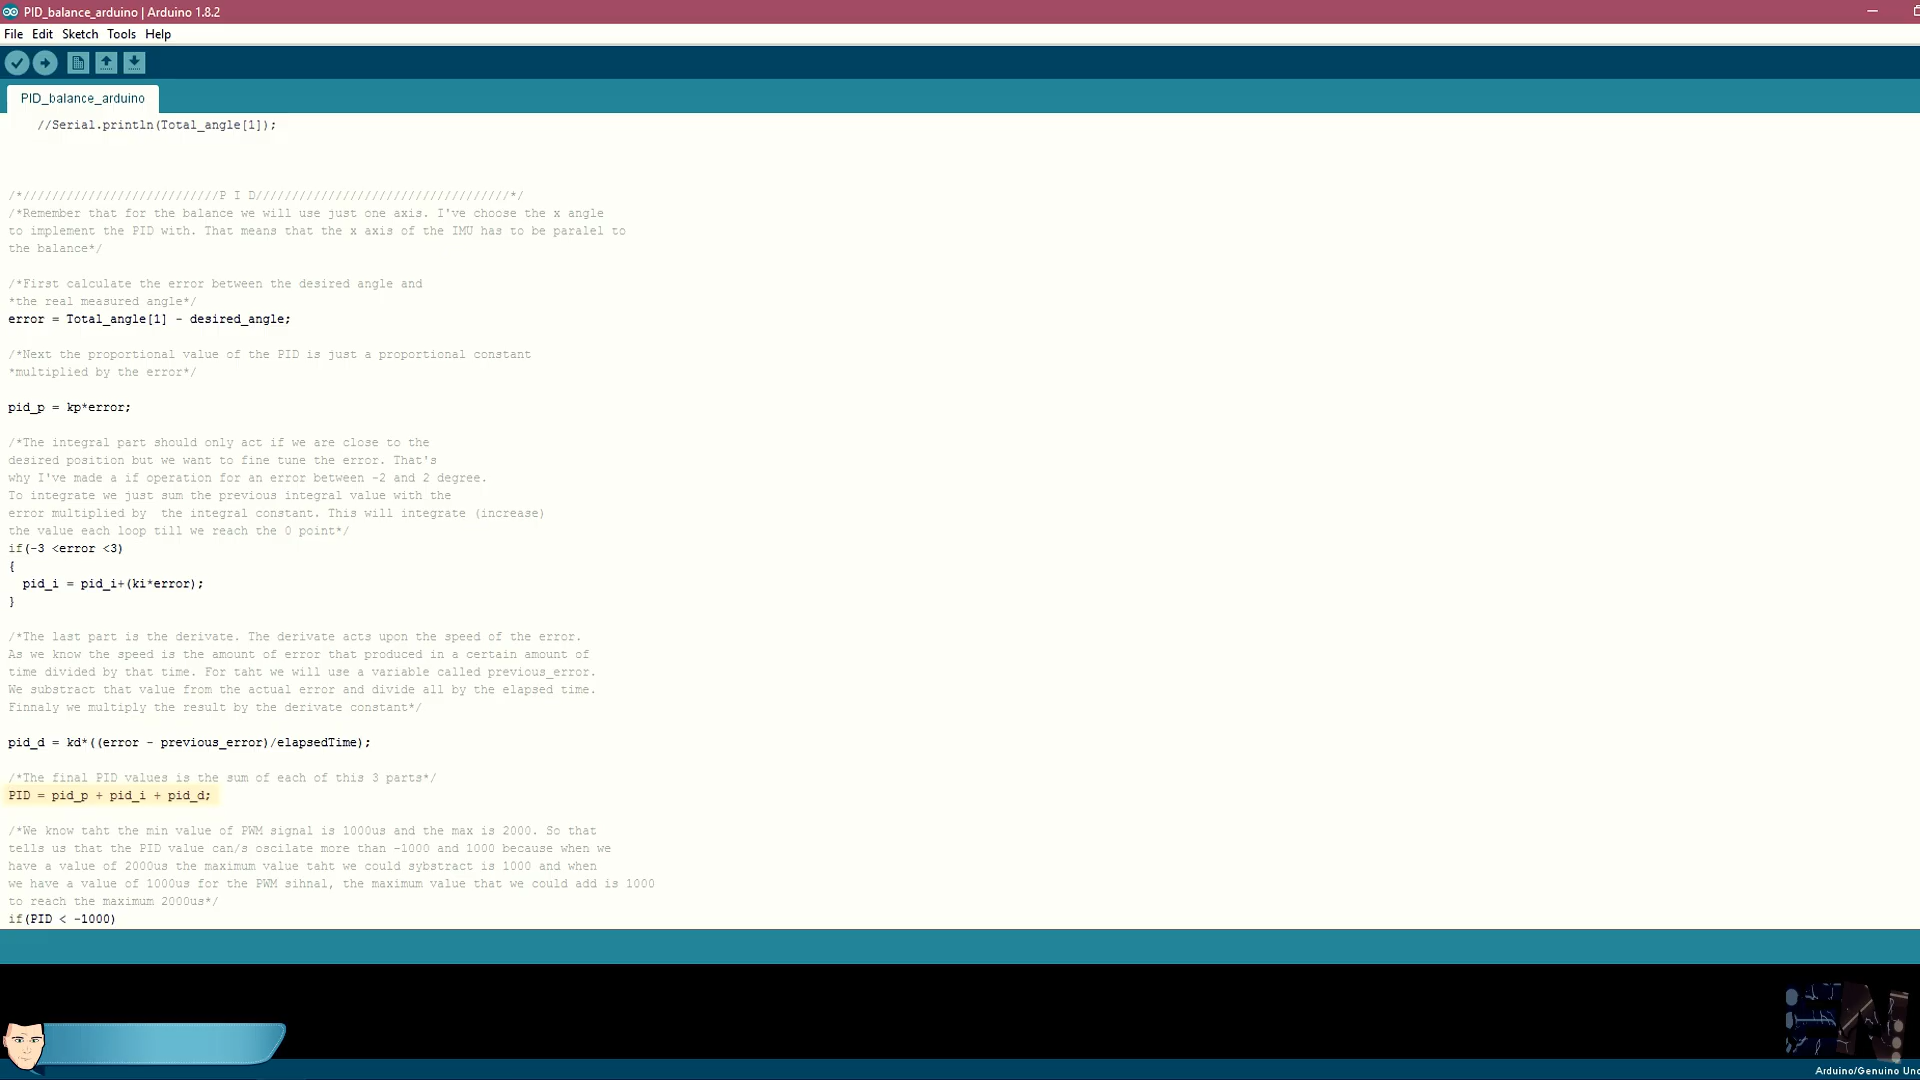 PID_balance_arduino | Arduino 1.8.2
File Edit Sketch Tools Help
PID_balance_arduino
//Serial.println(Total_angle[1]);
/*///////////////////////////P I D///////////////////////////////////*/
/*Remember that for the balance we will use just one axis. I've choose the x angle
to implement the PID with. That means that the x axis of the IMU has to be paralel to
the balance*/
/*First calculate the error between the desired angle and
*the real measured angle*/
error = Total_angle[1] - desired_angle;
/*Next the proportional value of the PID is just a proportional constant
*multiplied by the error*/
pid_p = kp*error;
/*The integral part should only act if we are close to the
desired position but we want to fine tune the error. That's
why I've made a if operation for an error between -2 and 2 degree.
To integrate we just sum the previous integral value with the
error multiplied by  the integral constant. This will integrate (increase)
the value each loop till we reach the 0 point*/
if(-3 <error <3)
{
pid_i = pid_i+(ki*error);
}
/*The last part is the derivate. The derivate acts upon the speed of the error.
As we know the speed is the amount of error that produced in a certain amount of
time divided by that time. For taht we will use a variable called previous_error.
We substract that value from the actual error and divide all by the elapsed time.
Finnaly we multiply the result by the derivate constant*/
pid_d = kd*((error - previous_error)/elapsedTime);
/*The final PID values is the sum of each of this 3 parts*/
PID = pid_p + pid_i + pid_d;
/*We know taht the min value of PWM signal is 1000us and the max is 2000. So that
tells us that the PID value can/s oscilate more than -1000 and 1000 because when we
have a value of 2000us the maximum value taht we could sybstract is 1000 and when
we have a value of 1000us for the PWM sihnal, the maximum value that we could add is 1000
to reach the maximum 2000us*/
if(PID < -1000)
Arduino/Genuino Uno